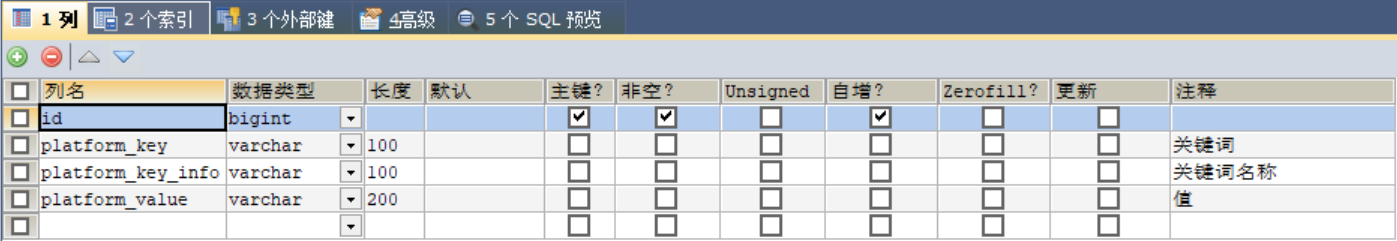 1 列 2 个索引 3 个外部键 4高级 5 个 SQL 预览
列名 数据类型 长度 默认 主键? 非空? Unsigned 自增? Zerofill? 更新 注释
id bigint
platform_key varchar 100 关键词
platform_key_info varchar 100 关键词名称
platform_value varchar 200 值